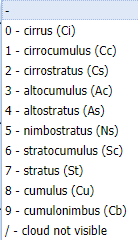 -
0 - cirrus (Ci)
1 - cirrocumulus (Cc)
2 - cirrostratus (Cs)
3 - altocumulus (Ac)
4 - altostratus (As)
5 - nimbostratus (Ns)
6 - stratocumulus (Sc)
7 - stratus (St)
8 - cumulus (Cu)
9 - cumulonimbus (Cb)
/ - cloud not visible